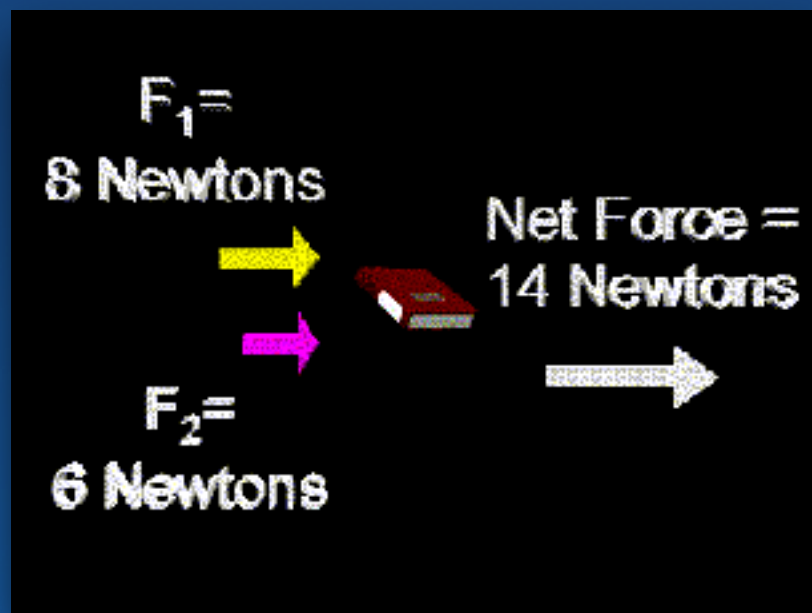 F₁=
8 Newtons
Net Force =
14 Newtons
F₂=
6 Newtons